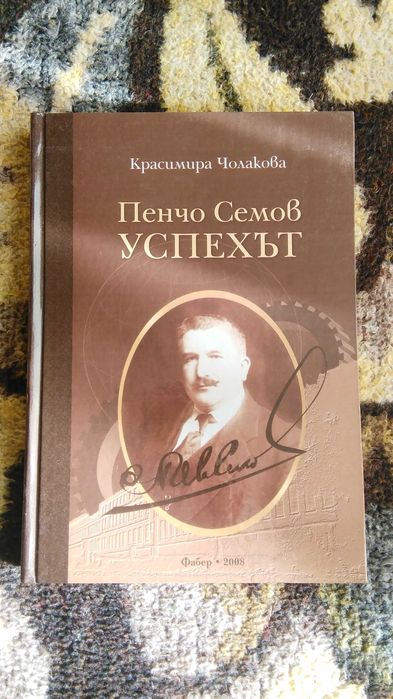 Красимира Чолакова
Пенчо Семов
УСПЕХЪТ
Фабер • 2008